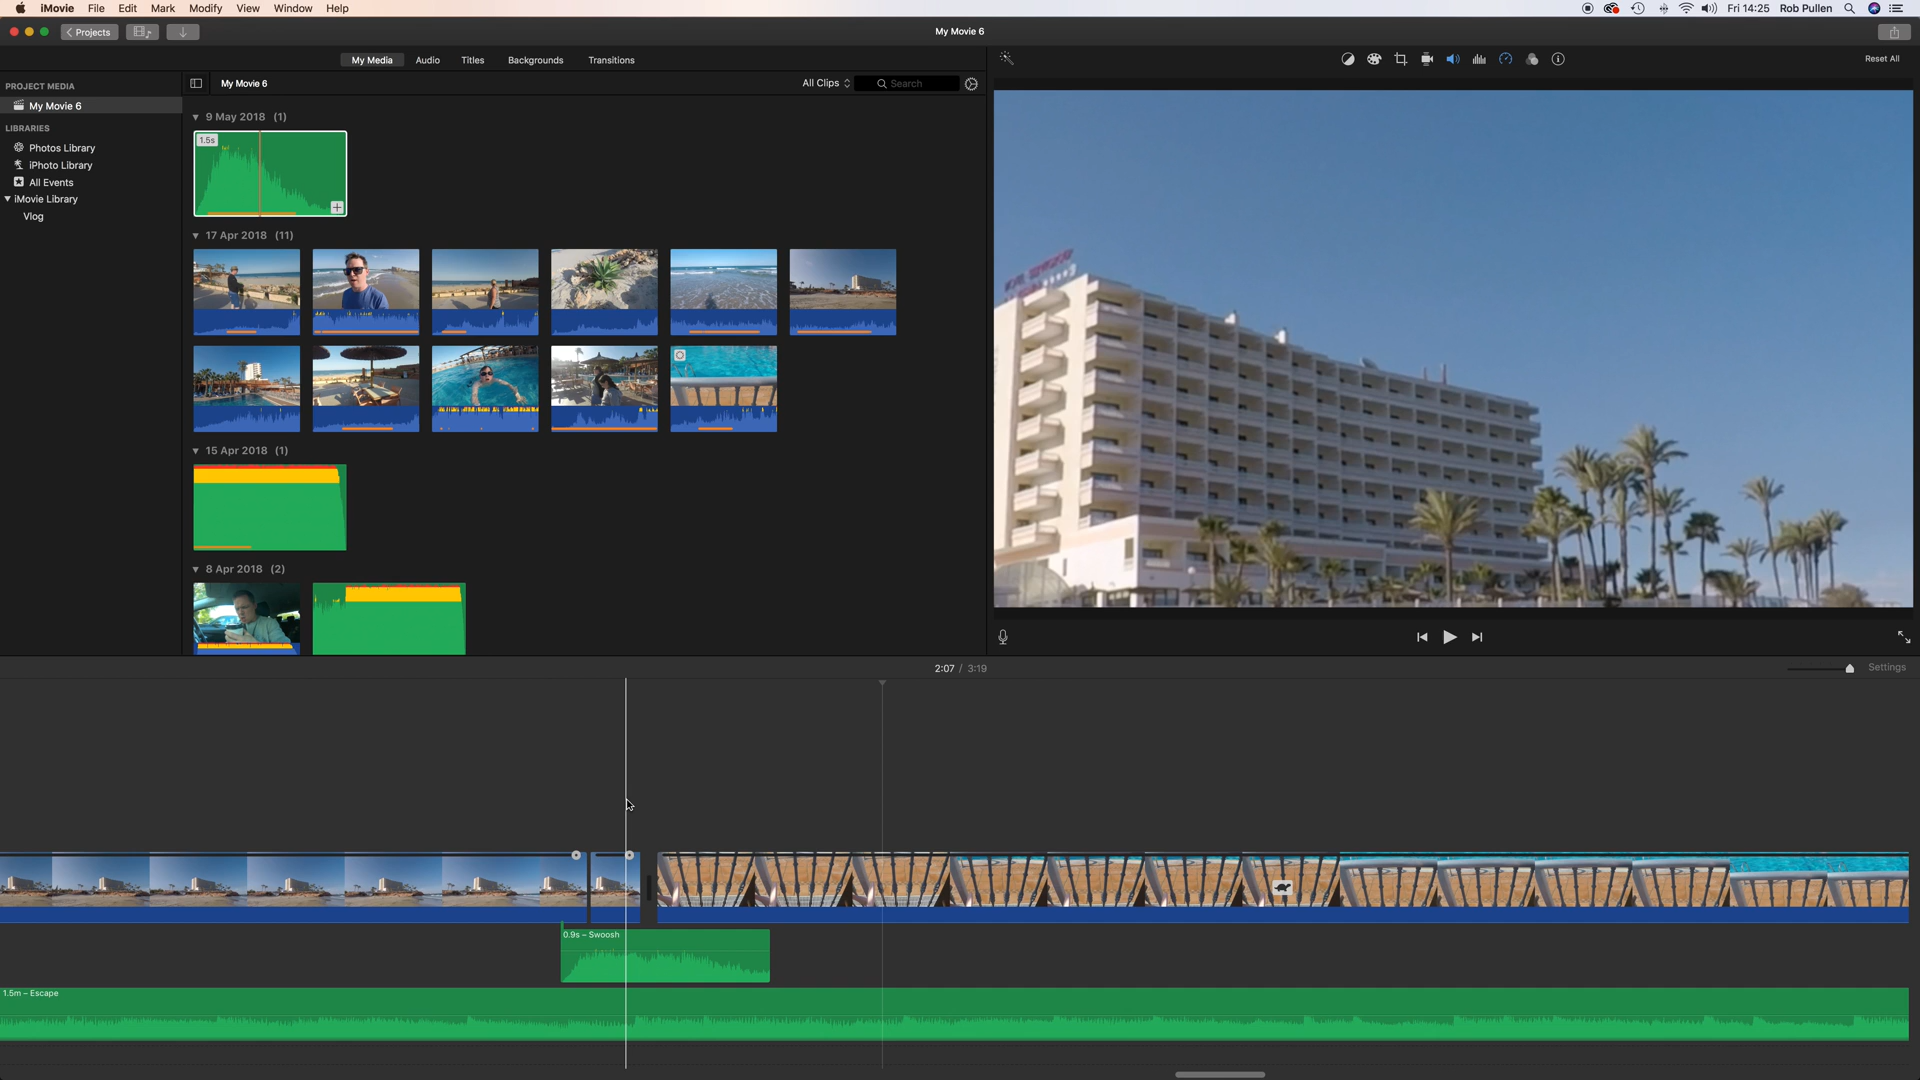 iMovie File Edit Mark Modify View Window Help
Fri 14:25 Rob Pullen
Projects
My Movie 6
My Media Audio Titles Backgrounds Transitions
Reset All
PROJECT MEDIA
My Movie 6
LIBRARIES
Photos Library
iPhoto Library
All Events
iMovie Library
Vlog
My Movie 6
All Clips
Search
9 May 2018 (1)
1.5s
17 Apr 2018 (11)
15 Apr 2018 (1)
8 Apr 2018 (2)
2:07 / 3:19
Settings
0.9s – Swoosh
1.5m – Escape